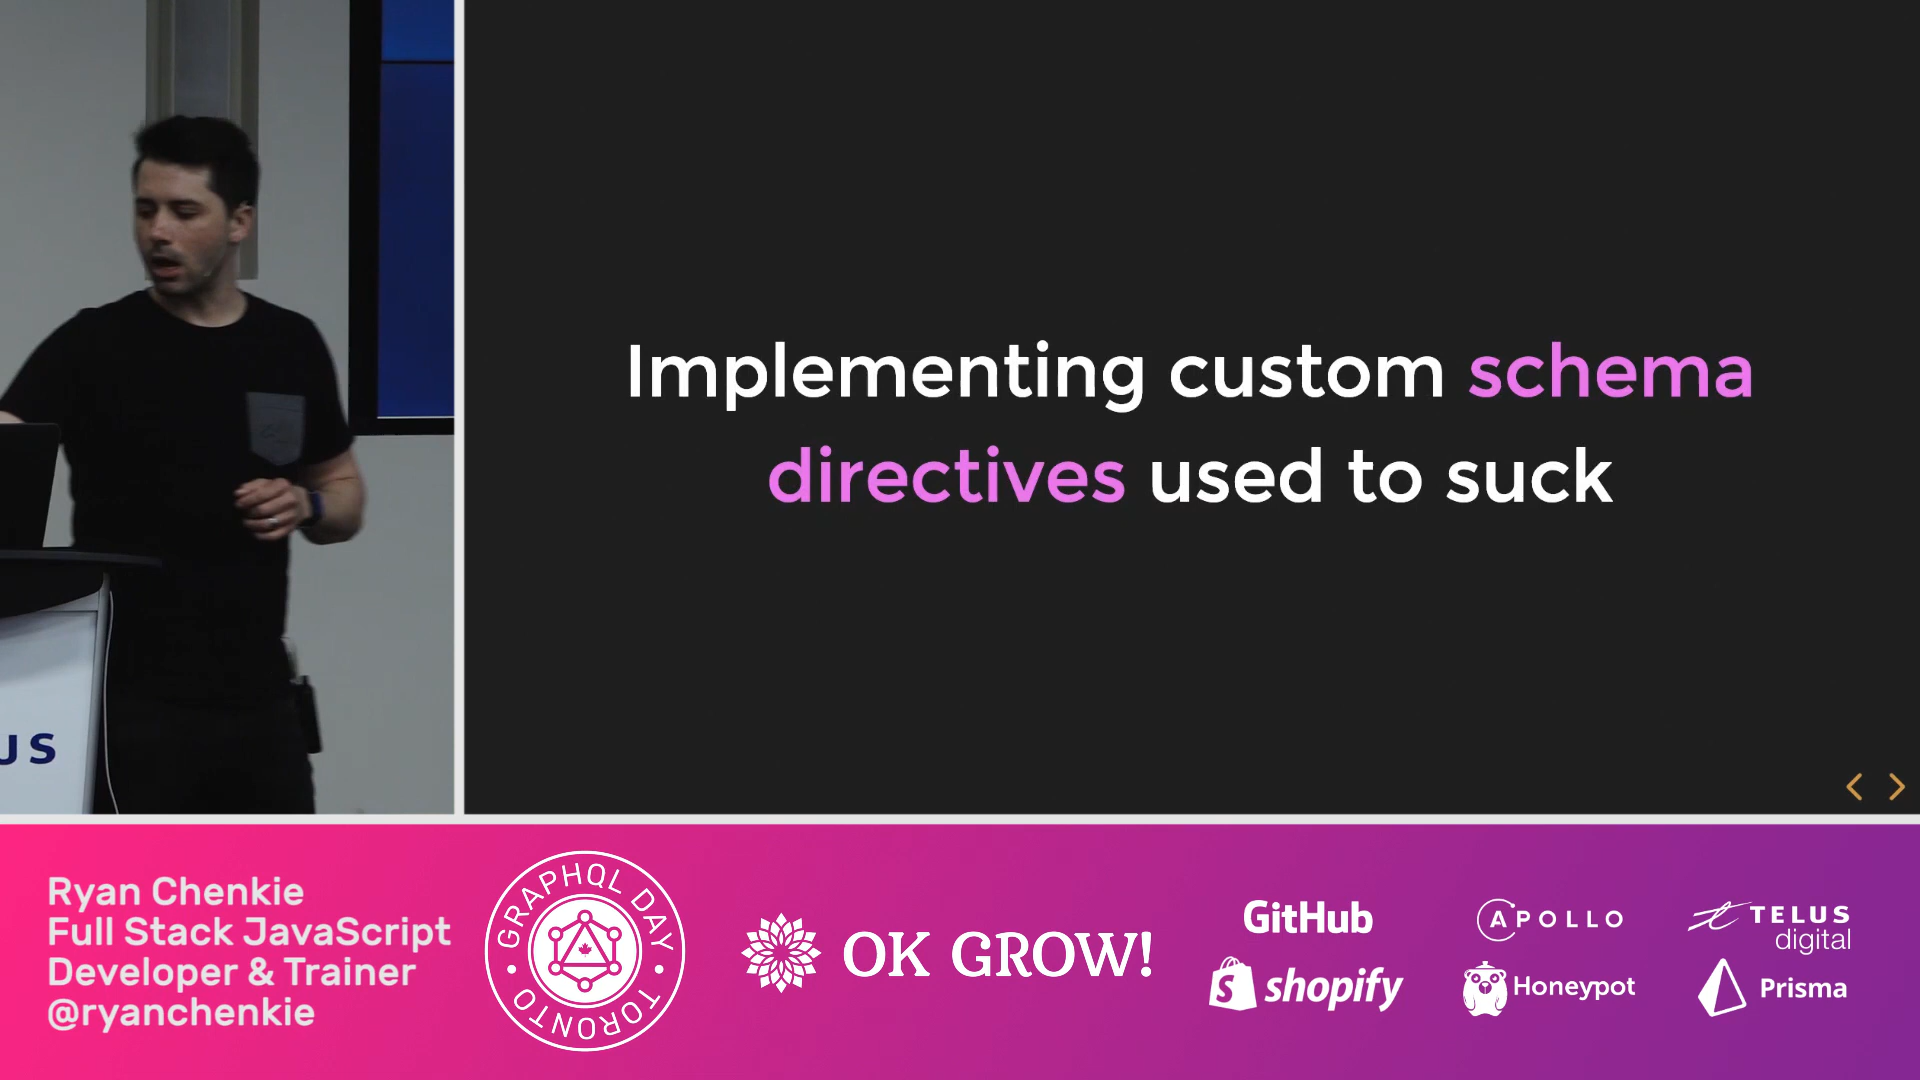 Implementing custom schema
directives used to suck
US
Ryan Chenkie
Full Stack JavaScript
Developer & Trainer
@ryanchenkie
GRAPHQL DAY
TORONTO
OK GROW!
GitHub
APOLLO
TELUS
digital
shopify
Honeypot
Prisma